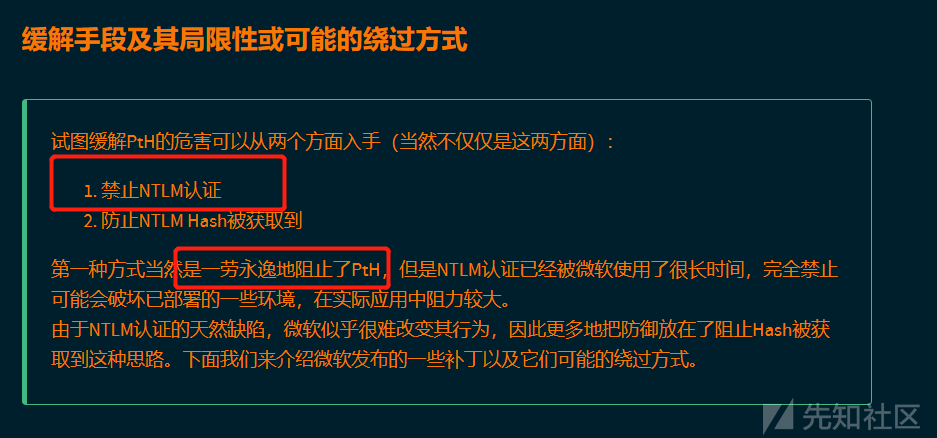 缓解手段及其局限性或可能的绕过方式
试图缓解PtH的危害可以从两个方面入手（当然不仅仅是这两方面）：
1. 禁止NTLM认证
2. 防止NTLM Hash被获取到
第一种方式当然是一劳永逸地阻止了PtH，但是NTLM认证已经被微软使用了很长时间，完全禁止
可能会破坏已部署的一些环境，在实际应用中阻力较大。
由于NTLM认证的天然缺陷，微软似乎很难改变其行为，因此更多地把防御放在了阻止Hash被获
取到这种思路。下面我们来介绍微软发布的一些补丁以及它们可能的绕过方式。
先知社区